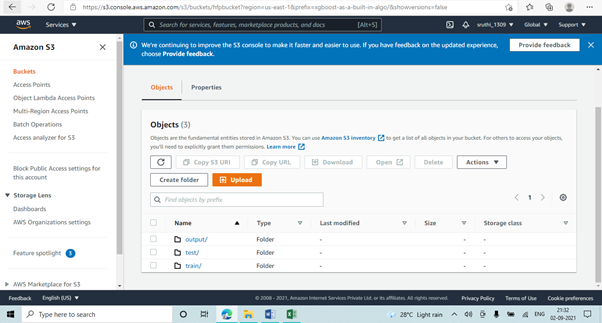 https://s3.console.aws.amazon.com/s3/buckets/hfpbucket?region=us-east-1&prefix=xgboost-as-a-built-in-algo/&showversions=false
aws
Services
Search for services, features, marketplace products, and docs
[Alt+S]
sruthi_1309
Global
Support
Amazon S3
Buckets
Access Points
Object Lambda Access Points
Multi-Region Access Points
Batch Operations
Access analyzer for S3
Block Public Access settings for
this account
Storage Lens
Dashboards
AWS Organizations settings
Feature spotlight 3
AWS Marketplace for S3
We're continuing to improve the S3 console to make it faster and easier to use. If you have feedback on the updated experience,
choose Provide feedback.
Provide feedback
Objects
Properties
Objects (3)
Objects are the fundamental entities stored in Amazon S3. You can use Amazon S3 inventory to get a list of all objects in your bucket. For others to access your objects,
you'll need to explicitly grant them permissions. Learn more
Copy S3 URI
Copy URL
Download
Open
Delete
Actions
Create folder
Upload
Find objects by prefix
1
Name
Type
Last modified
Size
Storage class
output/ Folder - - -
test/ Folder - - -
train/ Folder - - -
Feedback
English (US)
© 2008 - 2021, Amazon Internet Services Private Ltd. or its affiliates. All rights reserved.
Privacy Policy
Terms of Use
Cookie preferences
Type here to search
28°C Light rain
ENG
21:32
02-09-2021